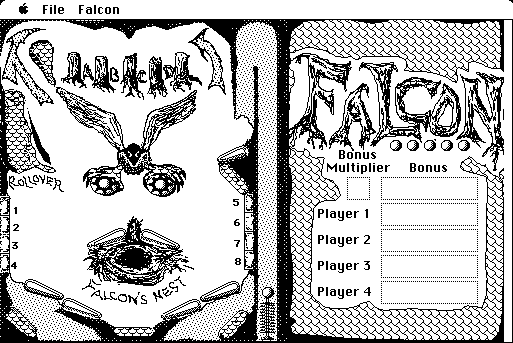 File Falcon
FALCON
ROLLOVER
1
2
3
4
5
6
7
8
FALCON'S NEST
Bonus
Multiplier
Bonus
Player 1
Player 2
Player 3
Player 4